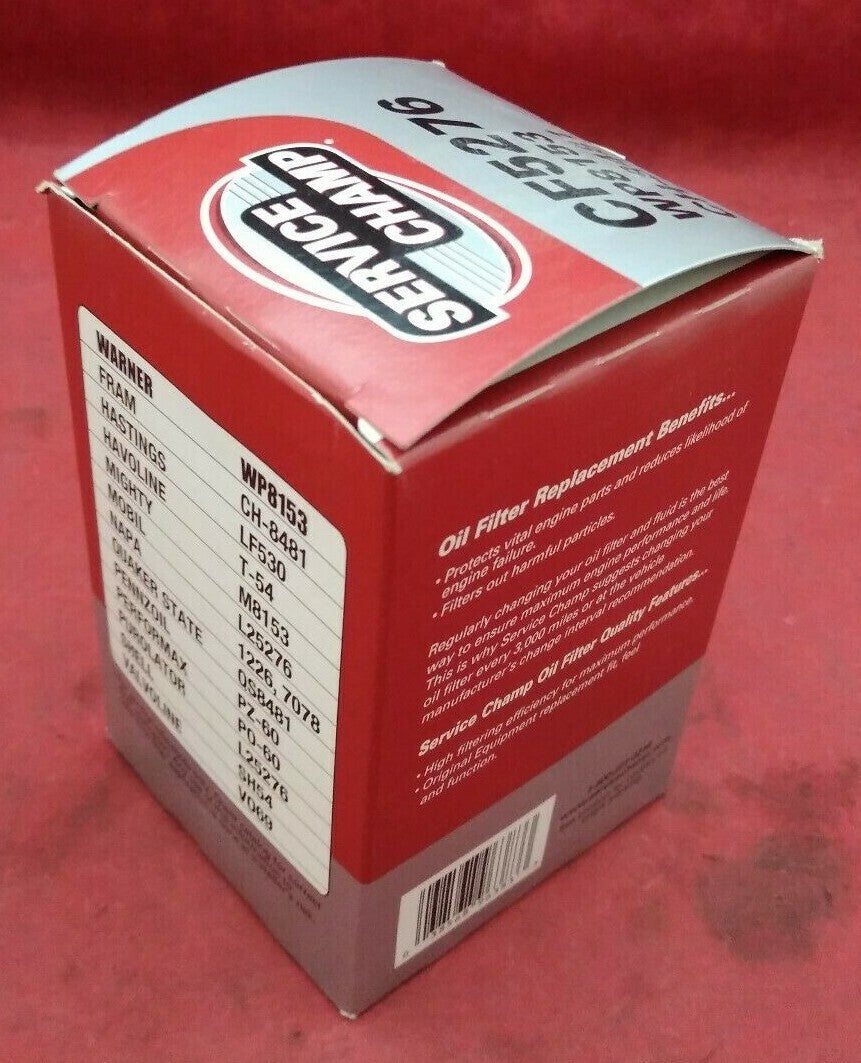 SERVICE
CHAMP
CF5276
WP8153
WARNER WP8153
FRAM CH-8481
HASTINGS LF530
HAVOLINE T-54
MIGHTY M8153
MOBIL L25276
NAPA 1226, 7078
QUAKER STATE QS8481
PENNZOIL PZ-60
PERFORMAX PO-60
PUROLATOR L25276
SHELL SH54
VALVOLINE VO69
Oil Filter Replacement Benefits...
• Protects vital engine parts and reduces likelihood of
engine failure.
• Filters out harmful particles.
Regularly changing your oil filter and fluid is the best
way to ensure maximum engine performance and life.
This is why Service Champ suggests changing your
oil filter every 3,000 miles or at the vehicle
manufacturer's change interval recommendation.
Service Champ Oil Filter Quality Features...
• High filtering efficiency for maximum performance.
• Original Equipment replacement fit, feel
and function.